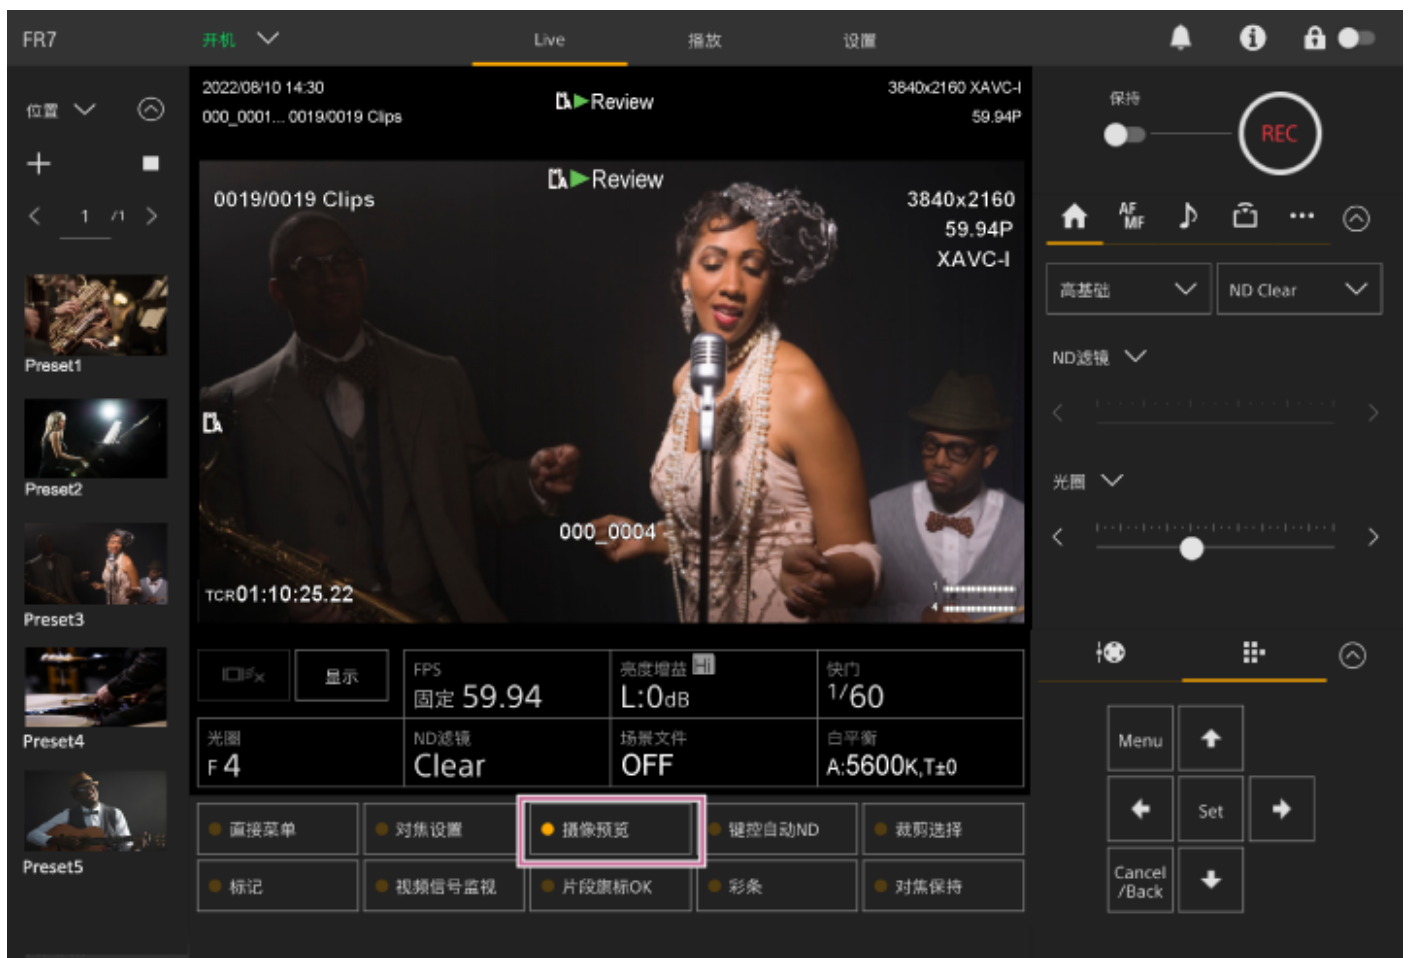 FR7
开机
Live
播放
设置
位置
1 /1
Preset1
Preset2
Preset3
Preset4
Preset5
2022/08/10 14:30
000_0001... 0019/0019 Clips
Review
3840x2160 XAVC-I
59.94P
0019/0019 Clips
Review
3840x2160
59.94P
XAVC-I
000_0004
TCR01:10:25.22
1
4
显示
FPS
固定 59.94
亮度增益 Hi
L:0dB
快门
1/60
光圈
F 4
ND滤镜
Clear
场景文件
OFF
白平衡
A:5600K,T±0
直接菜单
对焦设置
摄像预览
键控自动ND
裁剪选择
标记
视频信号监视
片段旗标OK
彩条
对焦保持
保持
REC
AF
MF
高基础
ND Clear
ND滤镜
光圈
Menu
Set
Cancel
/Back